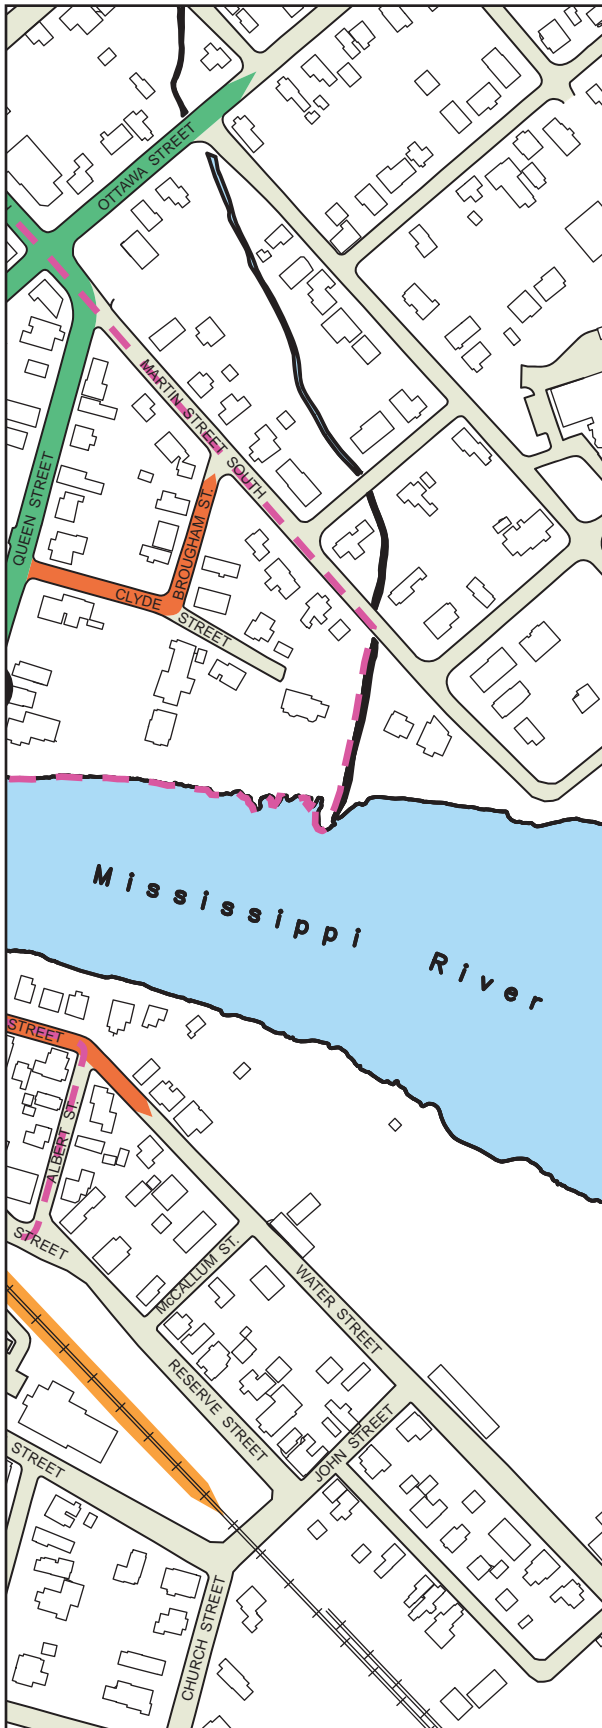 OTTAWA STREET
MARTIN STREET SOUTH
QUEEN STREET
BROUGHAM ST.
CLYDE
STREET
Mississippi River
STREET
ALBERT ST.
STREET
McCALLUM ST.
WATER STREET
RESERVE STREET
JOHN STREET
STREET
CHURCH STREET